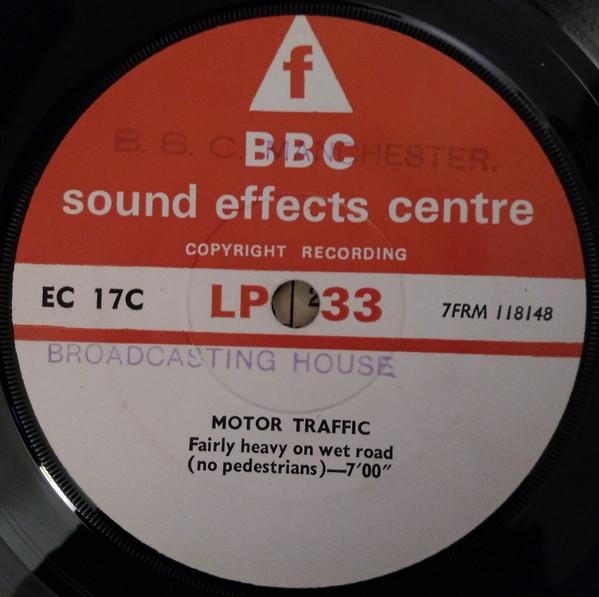 f
BBC
B. B. C. MANCHESTER.
sound effects centre
COPYRIGHT RECORDING
EC 17C LP 2 33 7FRM 118148
BROADCASTING HOUSE
MOTOR TRAFFIC
Fairly heavy on wet road
(no pedestrians)—7′00″